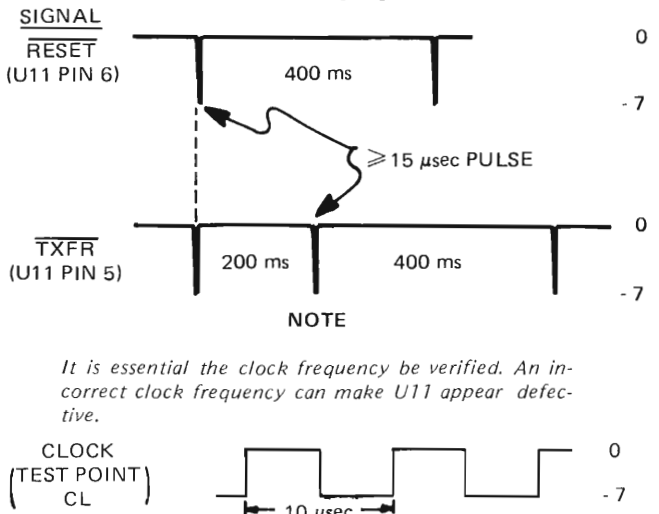 SIGNAL
RESET
(U11 PIN 6)
400 ms
0
- 7
⩾ 15 μsec PULSE
TXFR
(U11 PIN 5)
200 ms
400 ms
0
- 7
NOTE
It is essential the clock frequency be verified. An in-
correct clock frequency can make U11 appear defec-
tive.
CLOCK
(TEST POINT
CL)
0
- 7
10 μsec